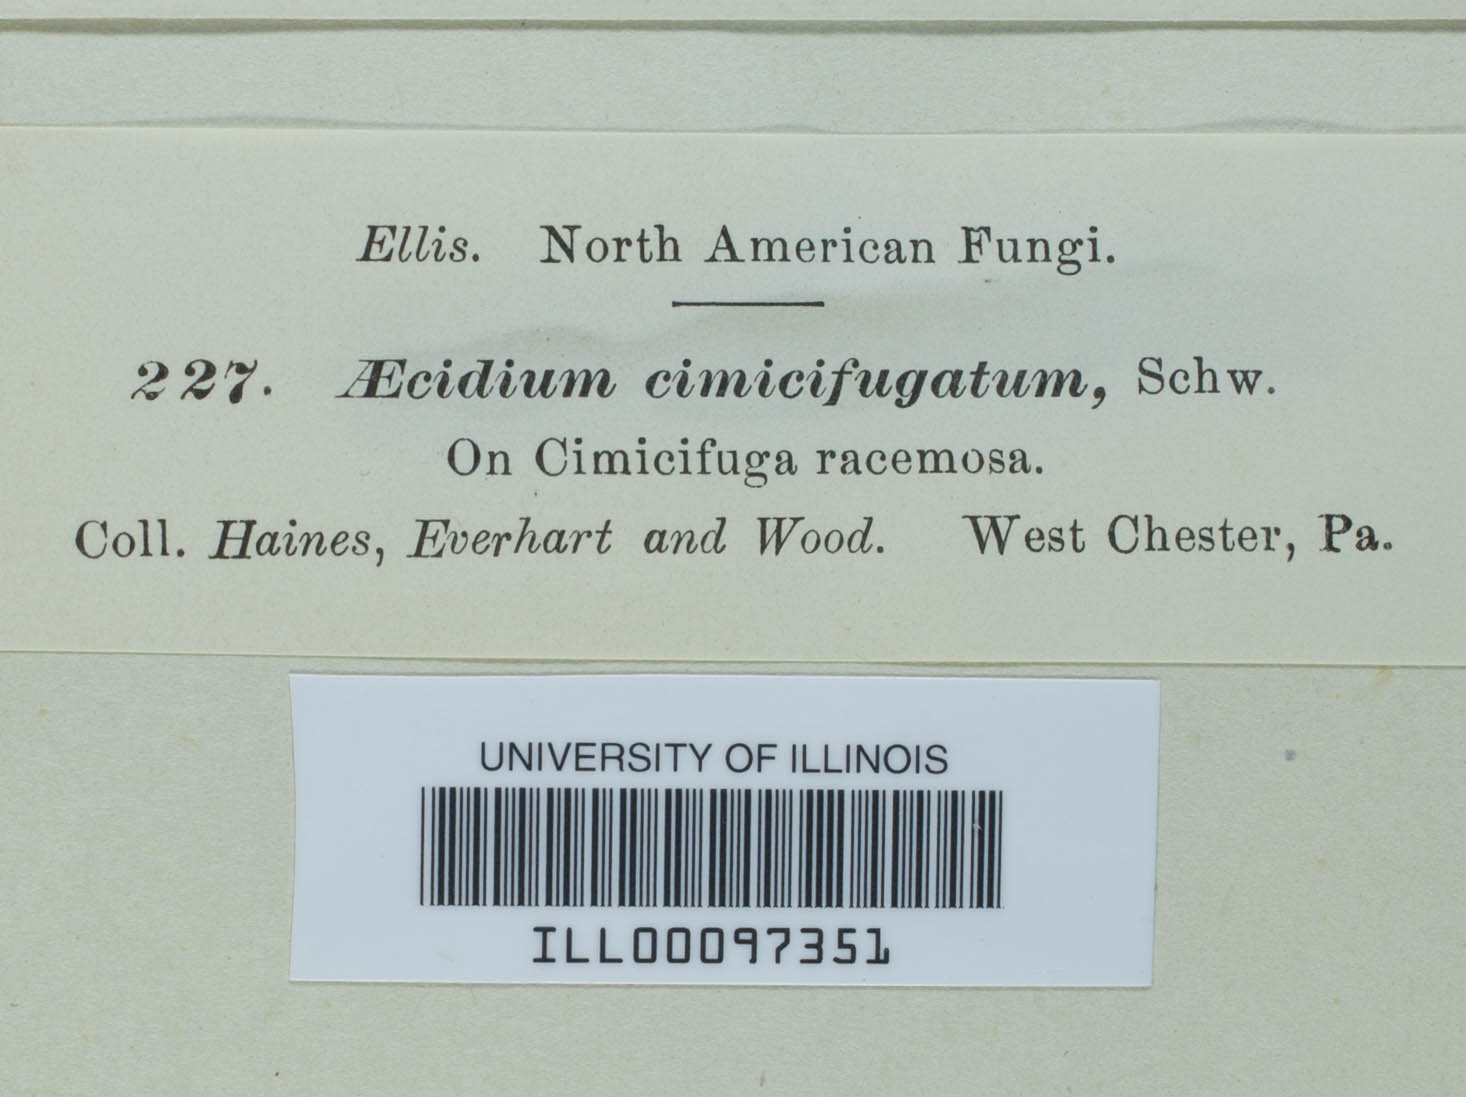 Ellis. North American Fungi.
227. Æcidium cimicifugatum, Schw.
On Cimicifuga racemosa.
Coll. Haines, Everhart and Wood. West Chester, Pa.
UNIVERSITY OF ILLINOIS
ILL00097351